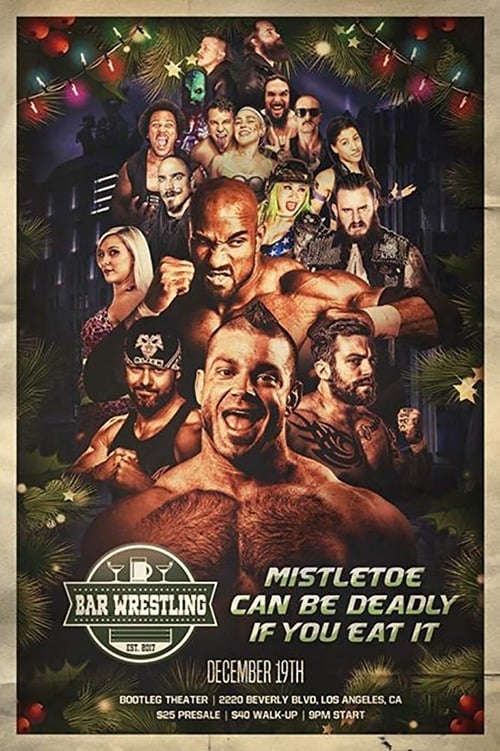 BAR WRESTLING
EST. 2017
MISTLETOE
CAN BE DEADLY
IF YOU EAT IT
DECEMBER 19TH
BOOTLEG THEATER | 2220 BEVERLY BLVD, LOS ANGELES, CA
$25 PRESALE | $40 WALK-UP | 9PM START